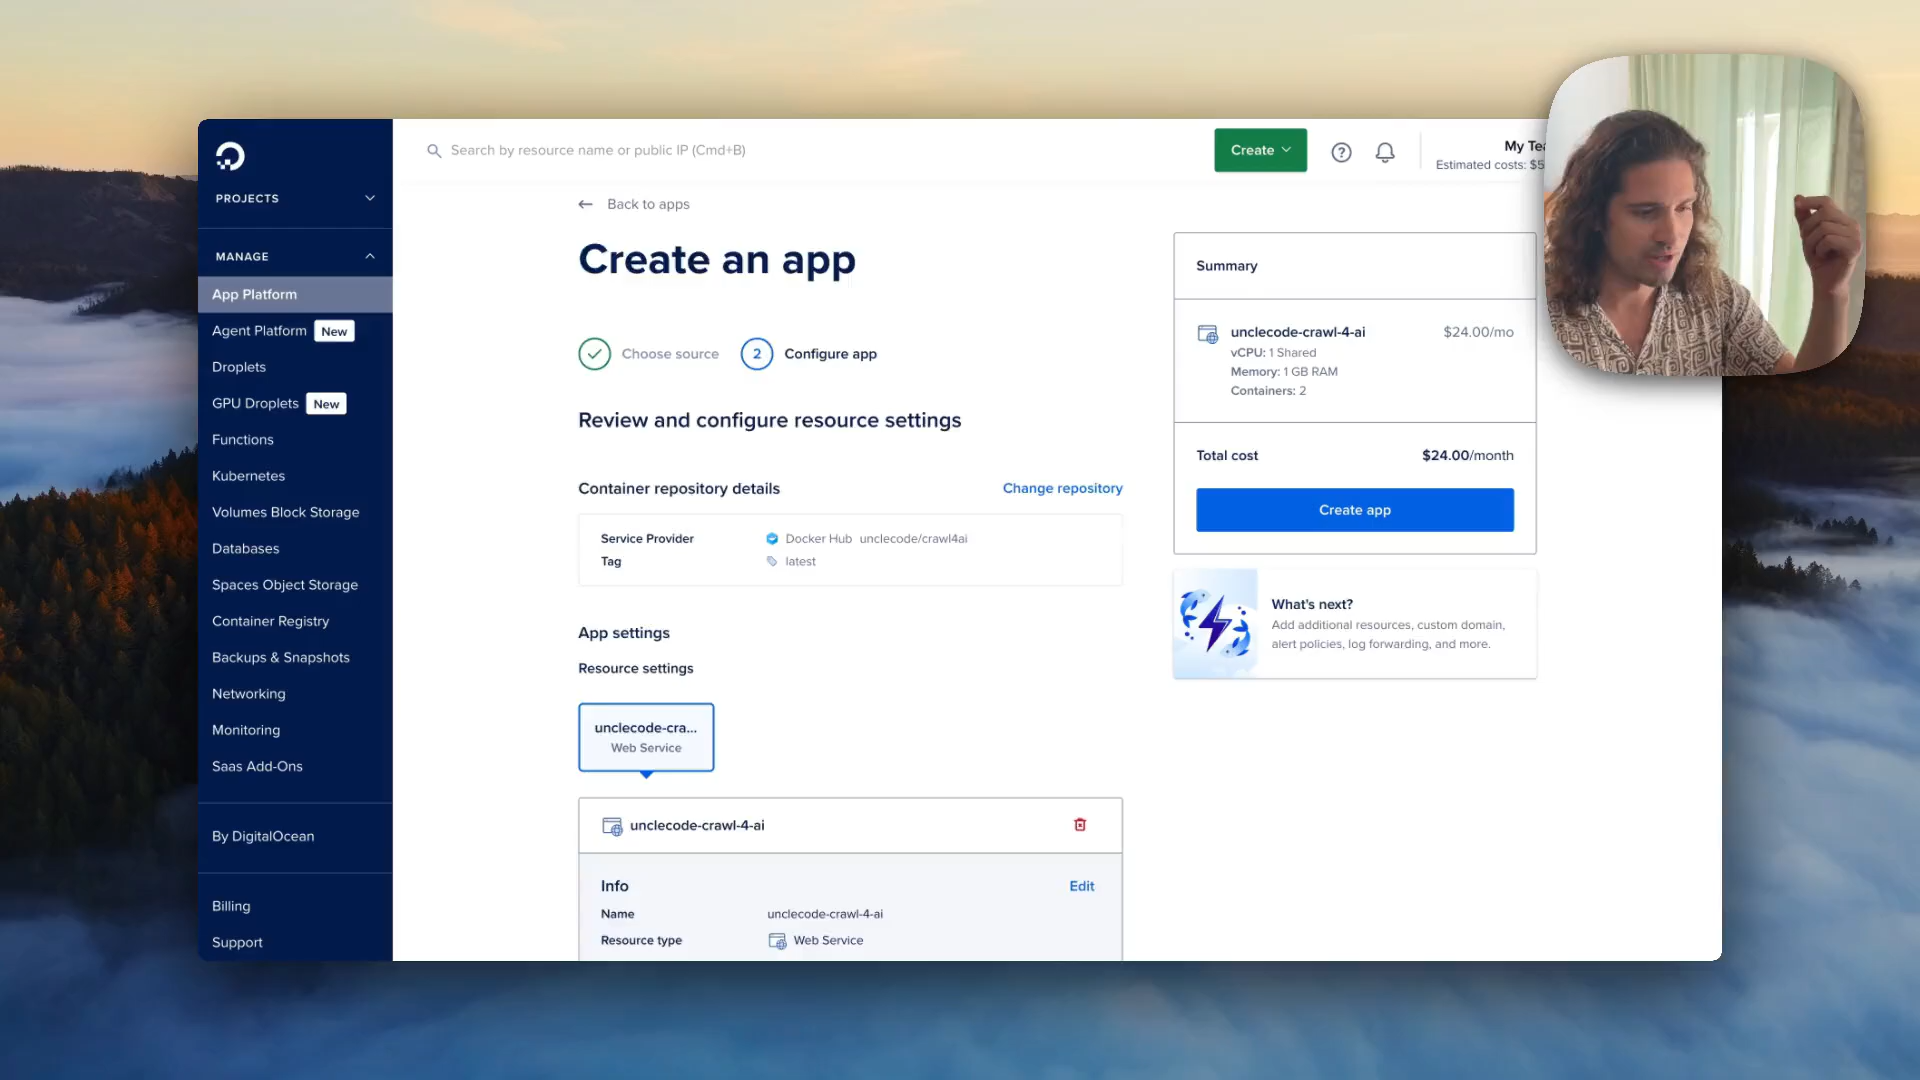 PROJECTS
MANAGE
App Platform
Agent Platform New
Droplets
GPU Droplets New
Functions
Kubernetes
Volumes Block Storage
Databases
Spaces Object Storage
Container Registry
Backups & Snapshots
Networking
Monitoring
Saas Add-Ons
By DigitalOcean
Billing
Support
Search by resource name or public IP (Cmd+B)
Create
My
Estimated costs:
Back to apps
Create an app
Choose source
2 Configure app
Review and configure resource settings
Container repository details Change repository
Service Provider Docker Hub unclecode/crawl4ai
Tag latest
App settings
Resource settings
unclecode-cra...
Web Service
unclecode-crawl-4-ai
Info Edit
Name unclecode-crawl-4-ai
Resource type Web Service
Summary
unclecode-crawl-4-ai $24.00/mo
vCPU: 1 Shared
Memory: 1 GB RAM
Containers: 2
Total cost $24.00/month
Create app
What's next?
Add additional resources, custom domain,
alert policies, log forwarding, and more.